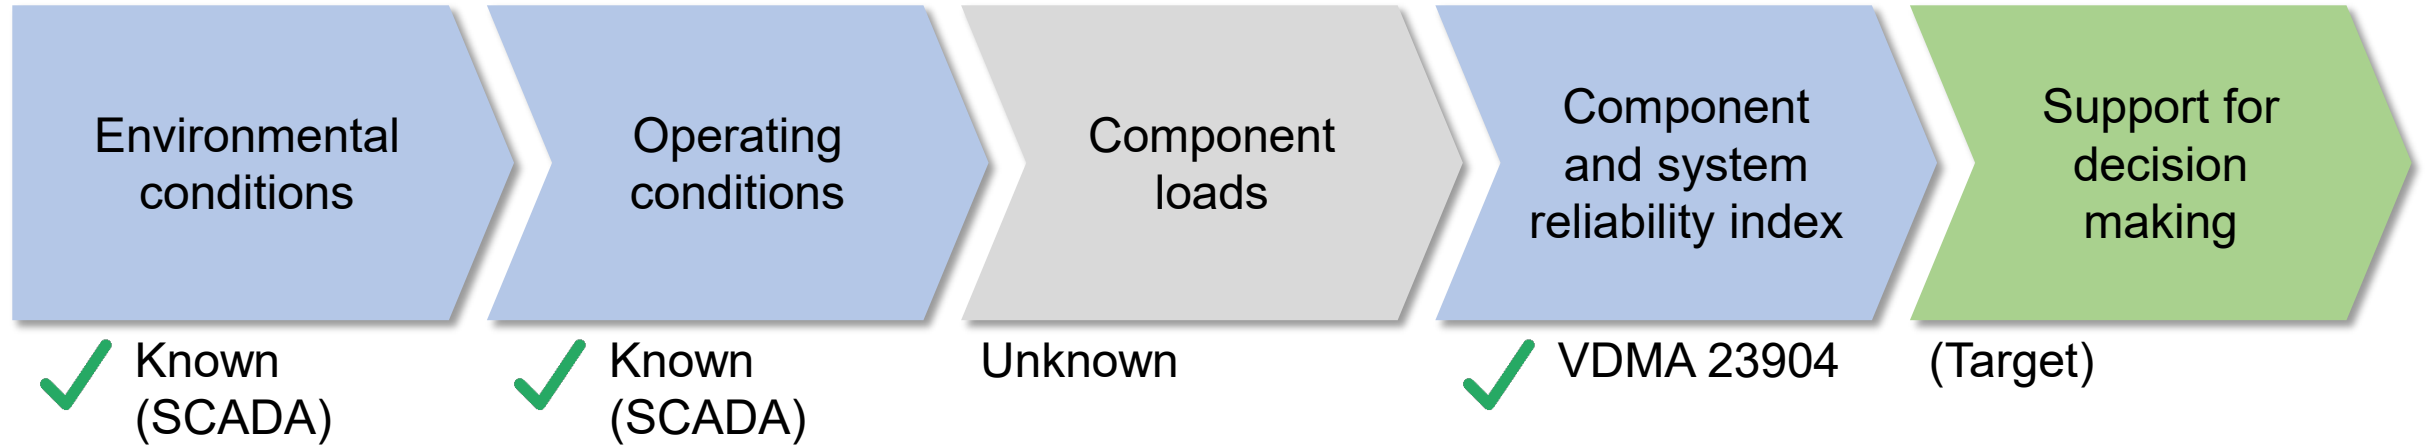 Environmental
conditions
Operating
conditions
Component
loads
Component
and system
reliability index
Support for
decision
making
Known
(SCADA)
Known
(SCADA)
Unknown
VDMA 23904
(Target)